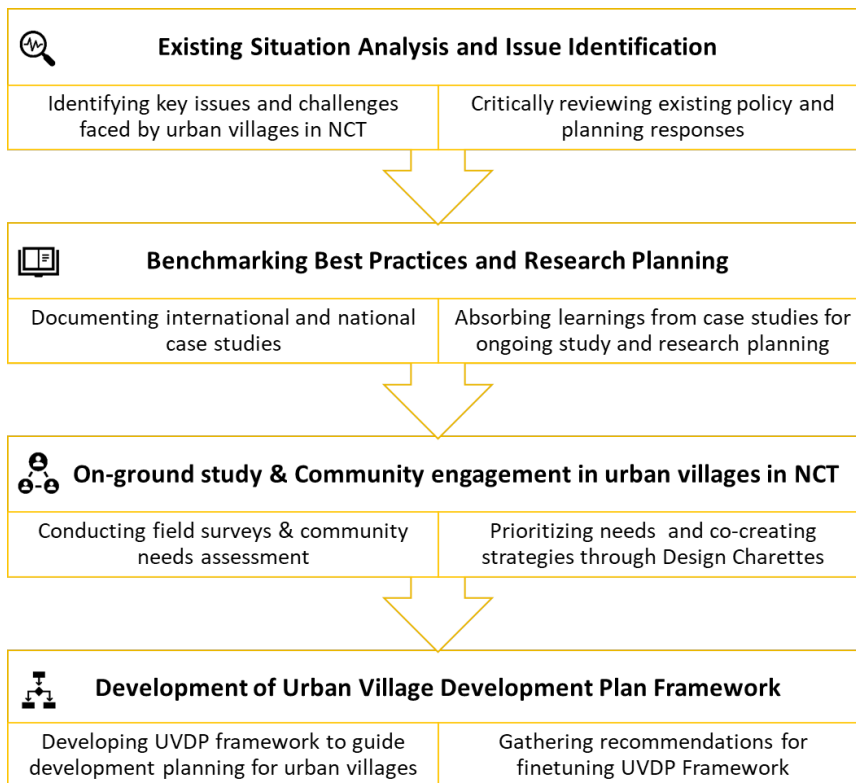 Existing Situation Analysis and Issue Identification
Identifying key issues and challenges
faced by urban villages in NCT
Critically reviewing existing policy and
planning responses
Benchmarking Best Practices and Research Planning
Documenting international and national
case studies
Absorbing learnings from case studies for
ongoing study and research planning
On-ground study & Community engagement in urban villages in NCT
Conducting field surveys & community
needs assessment
Prioritizing needs and co-creating
strategies through Design Charettes
Development of Urban Village Development Plan Framework
Developing UVDP framework to guide
development planning for urban villages
Gathering recommendations for
finetuning UVDP Framework